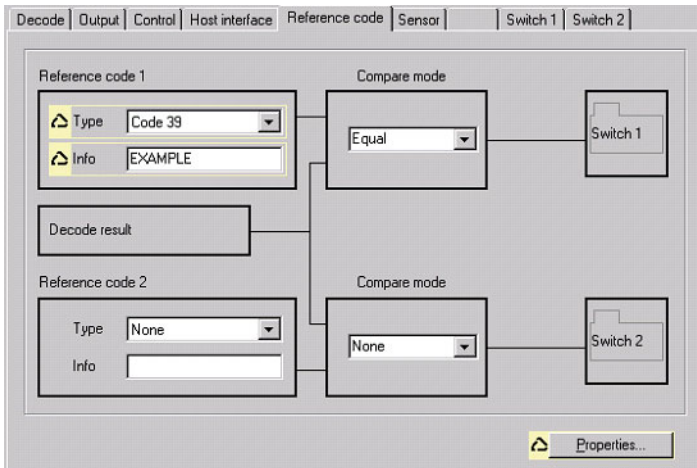 Decode Output Control Host interface Reference code Sensor Switch 1 Switch 2
Reference code 1
Compare mode
Type Code 39
Info EXAMPLE
Equal
Switch 1
Decode result
Reference code 2
Compare mode
Type None
Info
None
Switch 2
Properties...